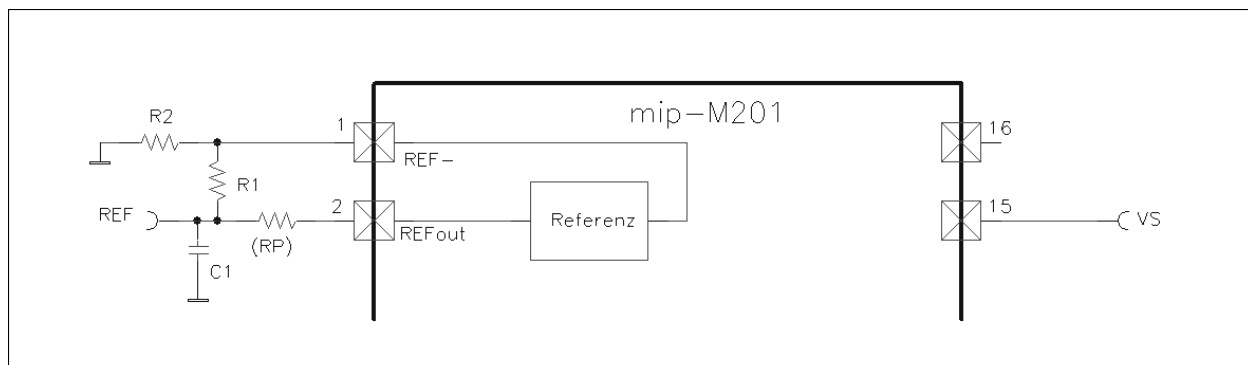 mip-M201
R2
1
16
REF-
R1
REF
2
15
Referenz
VS
(RP)
REFout
C1